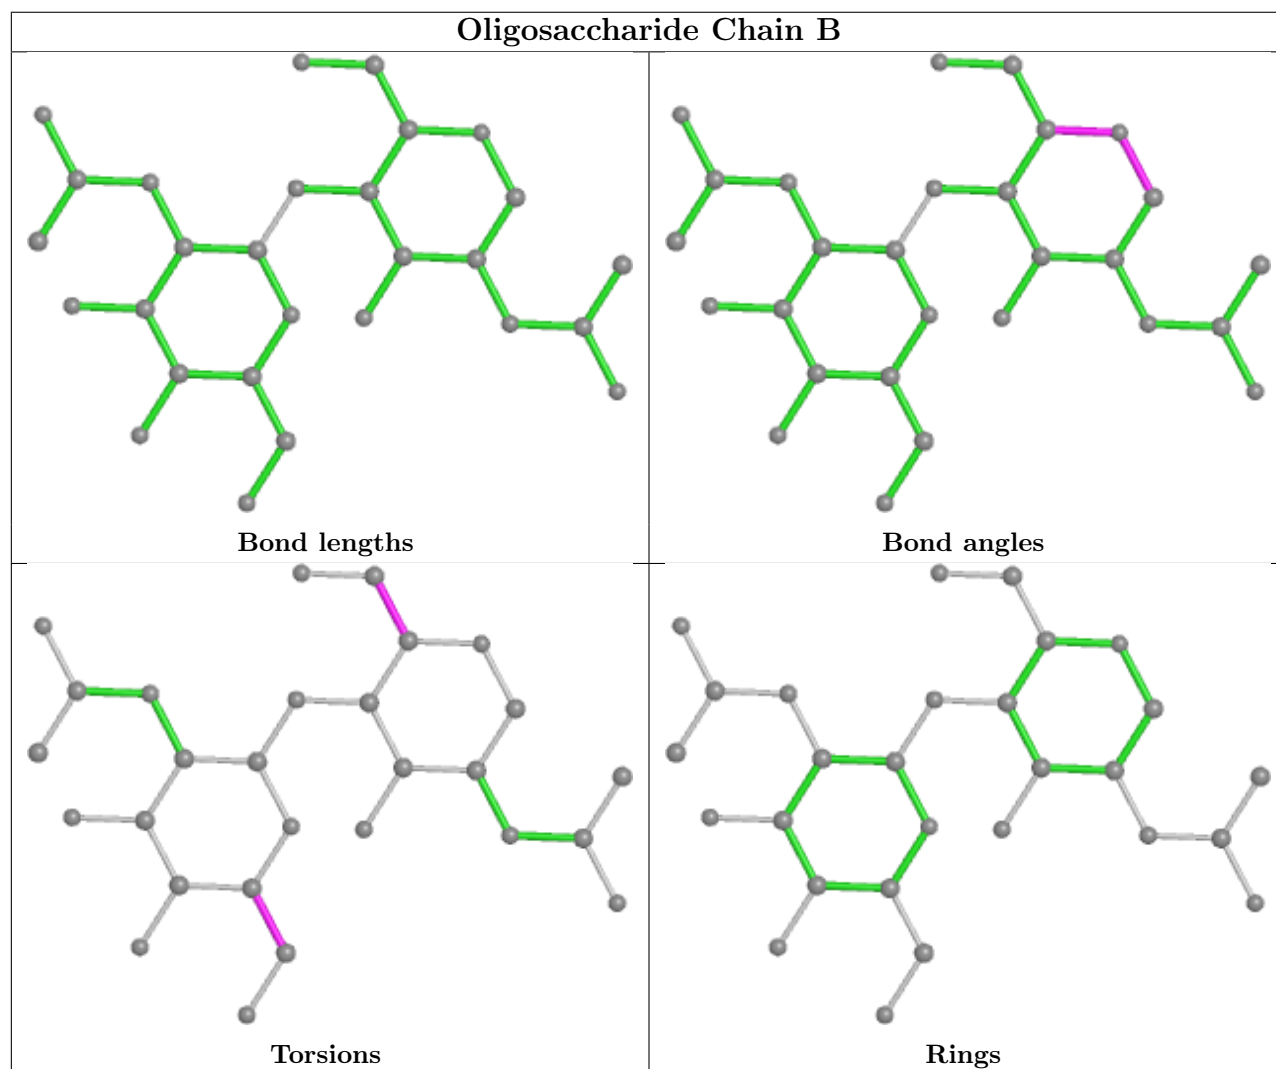 Oligosaccharide Chain B
Bond lengths
Bond angles
Torsions
Rings